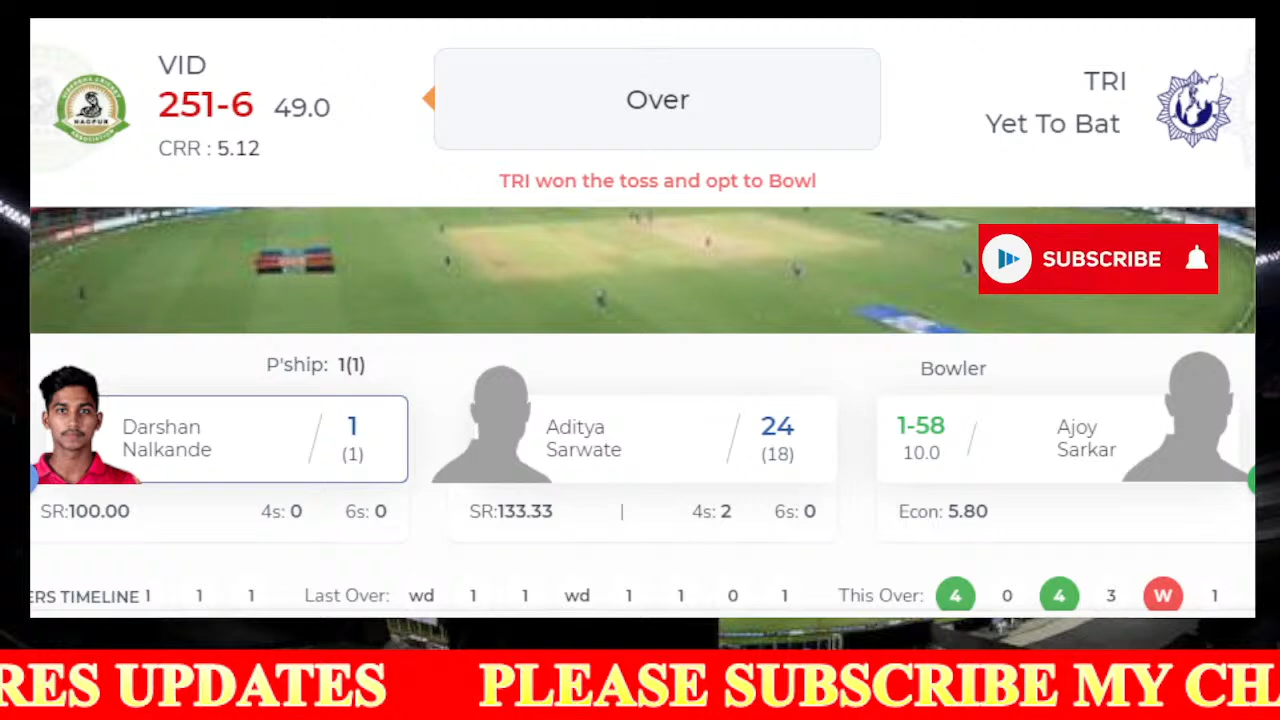 VID
251-6 49.0
CRR : 5.12
Over
TRI
Yet To Bat
TRI won the toss and opt to Bowl
NAGPUR
SUBSCRIBE
P'ship: 1(1)
Bowler
Darshan Nalkande
1
(1)
Aditya Sarwate
24
(18)
1-58
10.0
Ajoy Sarkar
SR:100.00 4s: 0 6s: 0
SR:133.33 | 4s: 2 6s: 0
Econ: 5.80
ERS TIMELINE 1 1 1 Last Over: wd 1 1 wd 1 1 0 1 This Over: 4 0 4 3 W 1
RES UPDATES PLEASE SUBSCRIBE MY CHA